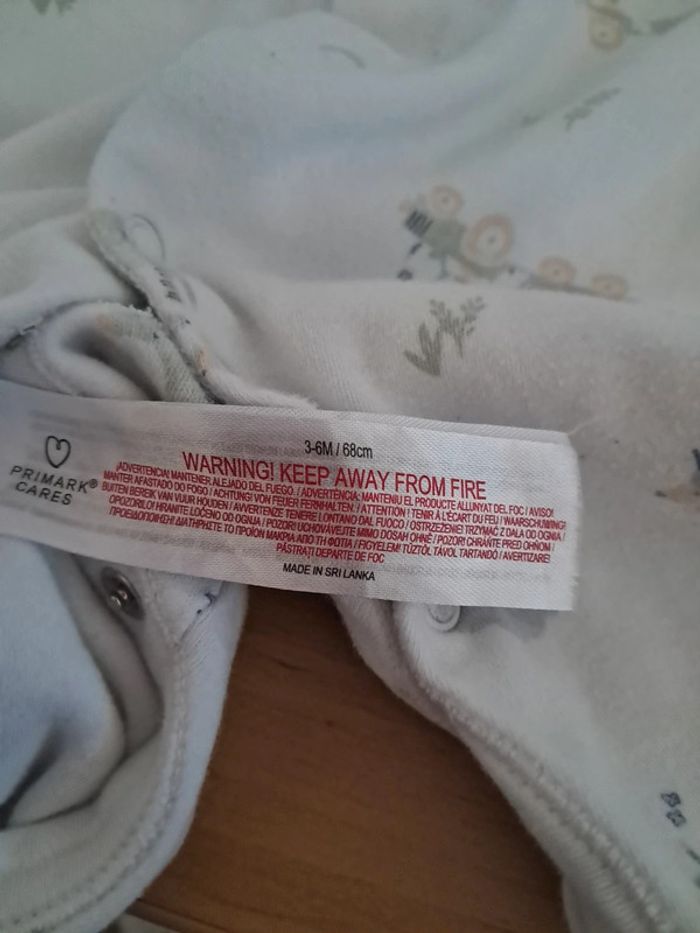 3-6M / 68cm
WARNING! KEEP AWAY FROM FIRE
¡ADVERTENCIA! MANTENER ALEJADO DEL FUEGO. / ADVERTÈNCIA: MANTENIU EL PRODUCTE ALLUNYAT DEL FOC / AVISO!
MANTER AFASTADO DO FOGO / ACHTUNG! VON FEUER FERNHALTEN. / ATTENTION ! TENIR À L'ÉCART DU FEU / WAARSCHUWING!
BUITEN BEREIK VAN VUUR HOUDEN / AVVERTENZE TENERE LONTANO DAL FUOCO / OSTRZEŻENIE! TRZYMAĆ Z DALA OD OGNIA /
OPOZORILO! HRANITE LOČENO OD OGNJA / POZOR! UCHOVÁVEJTE MIMO DOSAH OHNĚ / POZOR! CHRÁŇTE PRED OHŇOM /
ΠΡΟΕΙΔΟΠΟΙΗΣΗ! ΔΙΑΤΗΡΗΣΤΕ ΤΟ ΠΡΟΪΟΝ ΜΑΚΡΙΑ ΑΠΟ ΤΗ ΦΩΤΙΑ / FIGYELEM! TŰZTŐL TÁVOL TARTANDÓ / AVERTIZARE!
PĂSTRAȚI DEPARTE DE FOC
MADE IN SRI LANKA
PRIMARK®
CARES